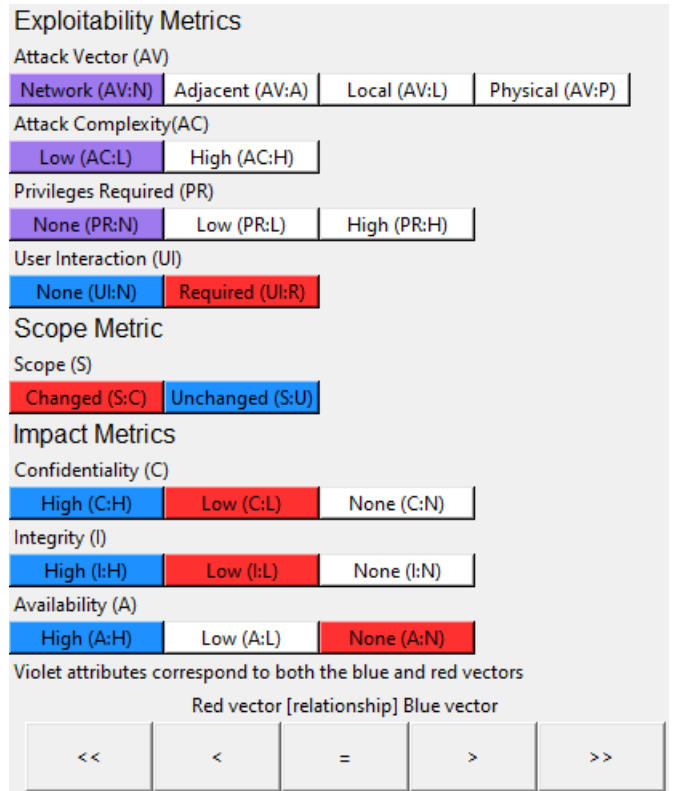 Exploitability Metrics
Attack Vector (AV)
Network (AV:N) Adjacent (AV:A) Local (AV:L) Physical (AV:P)
Attack Complexity(AC)
Low (AC:L) High (AC:H)
Privileges Required (PR)
None (PR:N) Low (PR:L) High (PR:H)
User Interaction (UI)
None (UI:N) Required (UI:R)
Scope Metric
Scope (S)
Changed (S:C) Unchanged (S:U)
Impact Metrics
Confidentiality (C)
High (C:H) Low (C:L) None (C:N)
Integrity (I)
High (I:H) Low (I:L) None (I:N)
Availability (A)
High (A:H) Low (A:L) None (A:N)
Violet attributes correspond to both the blue and red vectors
Red vector [relationship] Blue vector
<< < = > >>